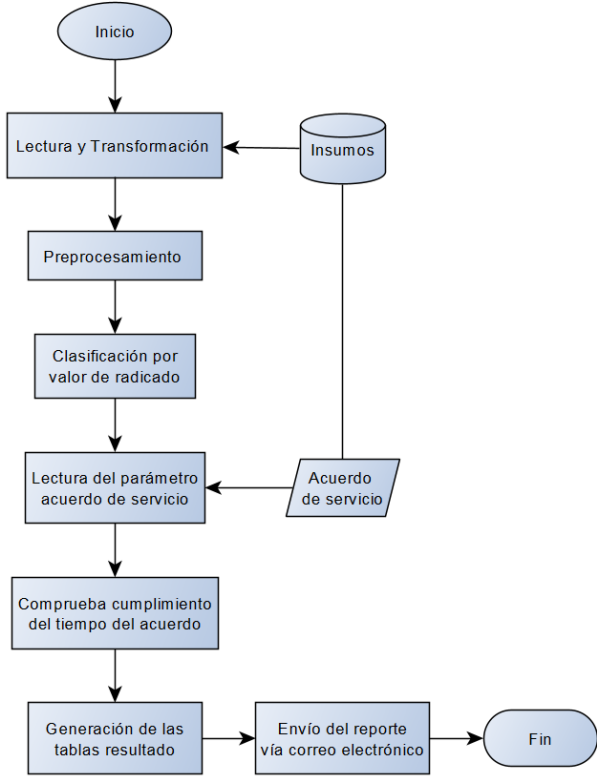 Inicio
Lectura y Transformación
Insumos
Preprocesamiento
Clasificación por
valor de radicado
Lectura del parámetro
acuerdo de servicio
Acuerdo
de servicio
Comprueba cumplimiento
del tiempo del acuerdo
Generación de las
tablas resultado
Envío del reporte
vía correo electrónico
Fin